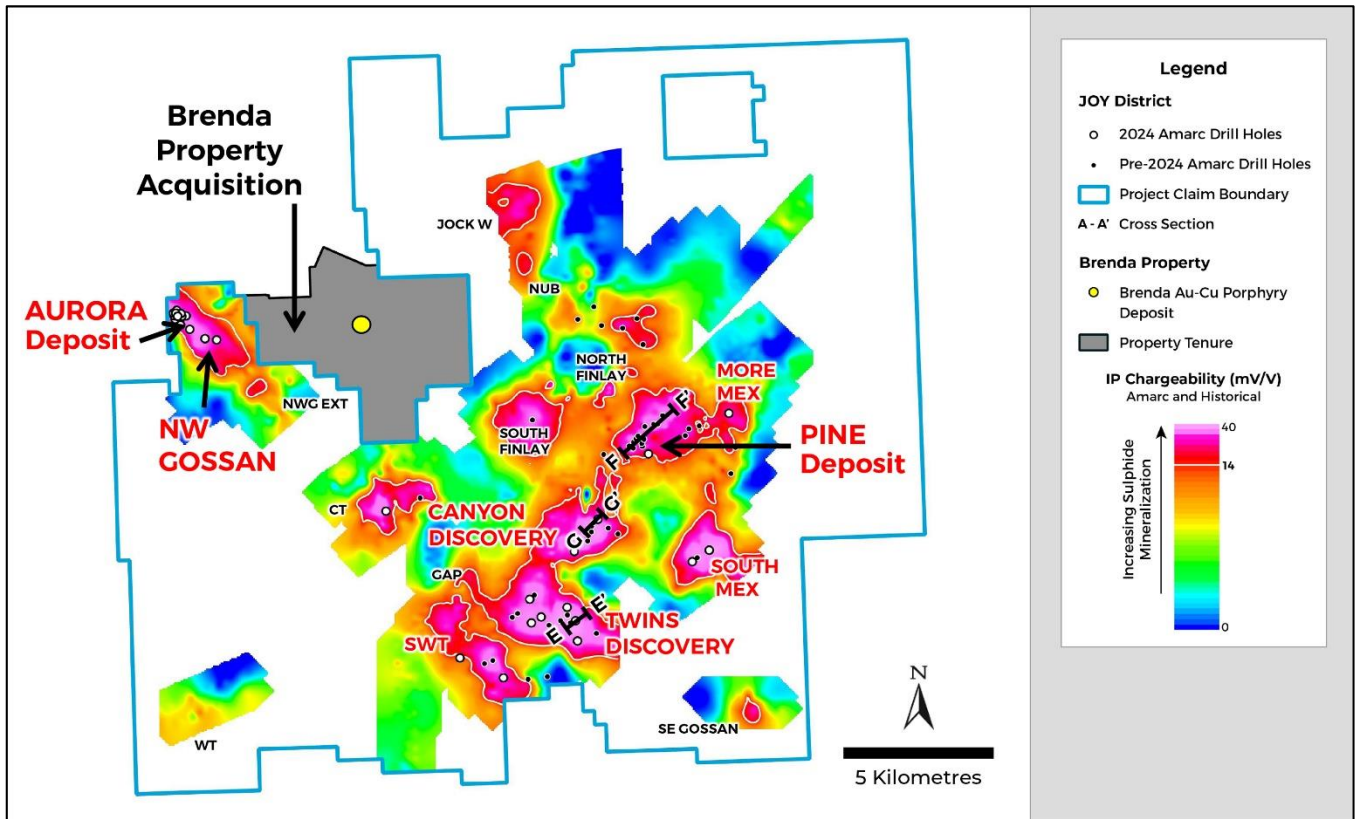 Brenda
Property
Acquisition
JOCK W
NUB
AURORA
Deposit
NWG EXT
NW
GOSSAN
NORTH
FINLAY
MORE
MEX
SOUTH
FINLAY
F'
F
PINE
Deposit
G'
G
CT
CANYON
DISCOVERY
GAP
SOUTH
MEX
E'
E
TWINS
DISCOVERY
SWT
WT
SE GOSSAN
N
5 Kilometres
Legend
JOY District
2024 Amarc Drill Holes
Pre-2024 Amarc Drill Holes
Project Claim Boundary
A - A' Cross Section
Brenda Property
Brenda Au-Cu Porphyry
Deposit
Property Tenure
IP Chargeability (mV/V)
Amarc and Historical
Increasing Sulphide
Mineralization
40
14
0